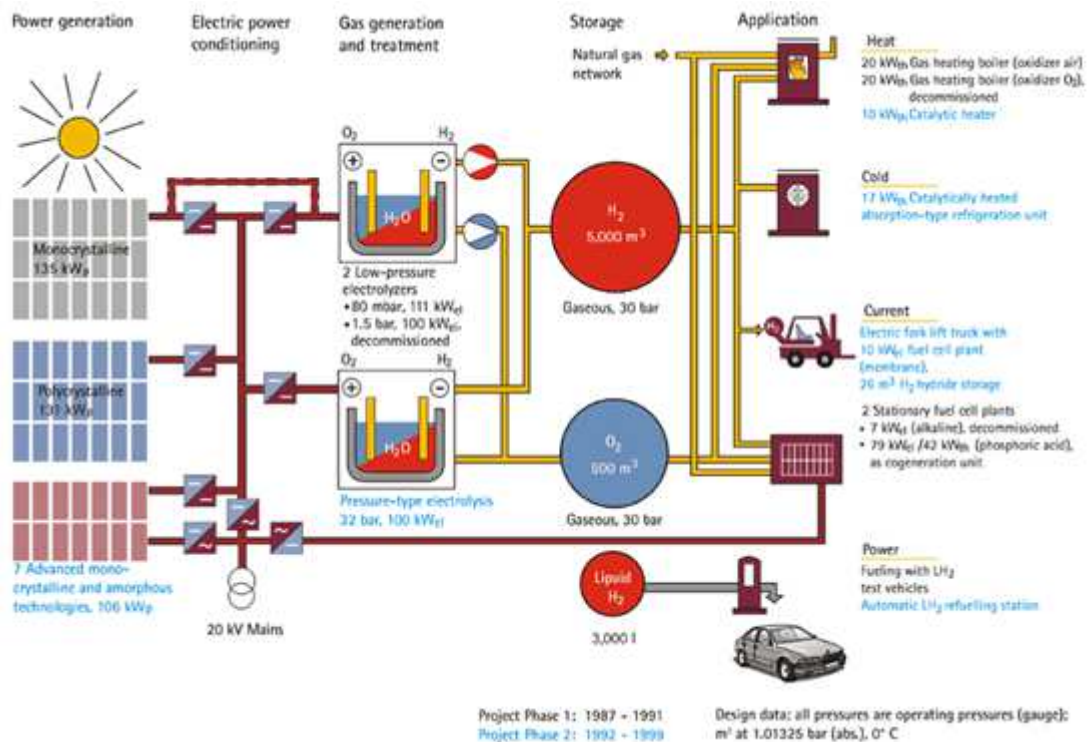 Power generation
Electric power
conditioning
Gas generation
and treatment
Storage
Application
Natural gas
network
Heat
20 kWth Gas heating boiler (oxidizer air)
20 kWth Gas heating boiler (oxidizer O2),
decommissioned
10 kWth Catalytic heater
O2
H2
+
−
H2O
H2
5,000 m³
Gaseous, 30 bar
Cold
17 kWth Catalytically heated
absorption-type refrigeration unit
Monocrystalline
135 kWp
2 Low-pressure
electrolyzers
• 80 mbar, 111 kWel
• 1.5 bar, 100 kWel,
decommissioned
Current
Electric fork lift truck with
10 kWel fuel cell plant
(membrane),
26 m³ H2 hydride storage
H2
Polycrystalline
131 kWp
O2
H2
+
−
H2O
O2
500 m³
Gaseous, 30 bar
2 Stationary fuel cell plants
• 7 kWel (alkaline), decommissioned
• 79 kWel /42 kWth (phosphoric acid),
as cogeneration unit
Pressure-type electrolysis
32 bar, 100 kWel
7 Advanced mono-
crystalline and amorphous
technologies, 106 kWp
20 kV Mains
Liquid
H2
3,000 l
Power
Fueling with LH2
test vehicles
Automatic LH2 refuelling station
Project Phase 1: 1987 - 1991
Project Phase 2: 1992 - 1999
Design data: all pressures are operating pressures (gauge);
m³ at 1.01325 bar (abs.), 0° C